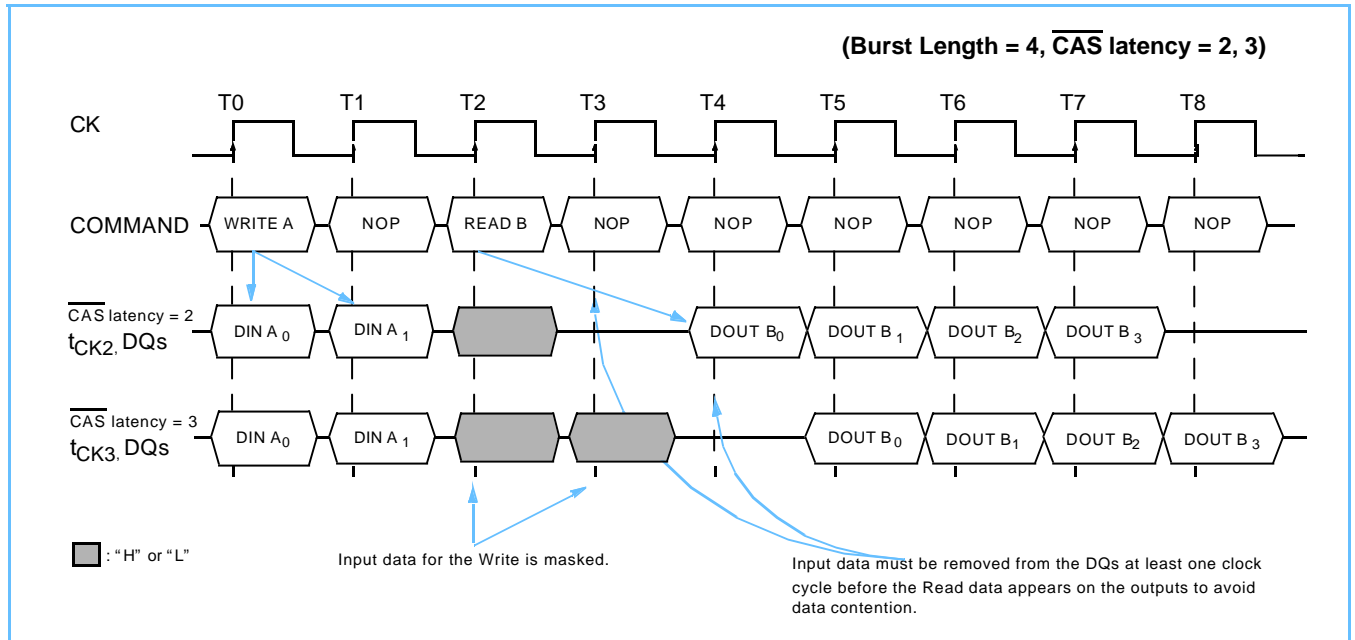 (Burst Length = 4, CAS latency = 2, 3)
T0 T1 T2 T3 T4 T5 T6 T7 T8
CK
COMMAND WRITE A NOP READ B NOP NOP NOP NOP NOP NOP
CAS latency = 2
tCK2, DQs DIN A0 DIN A1 DOUT B0 DOUT B1 DOUT B2 DOUT B3
CAS latency = 3
tCK3, DQs DIN A0 DIN A1 DOUT B0 DOUT B1 DOUT B2 DOUT B3
: “H” or “L”
Input data for the Write is masked.
Input data must be removed from the DQs at least one clock
cycle before the Read data appears on the outputs to avoid
data contention.